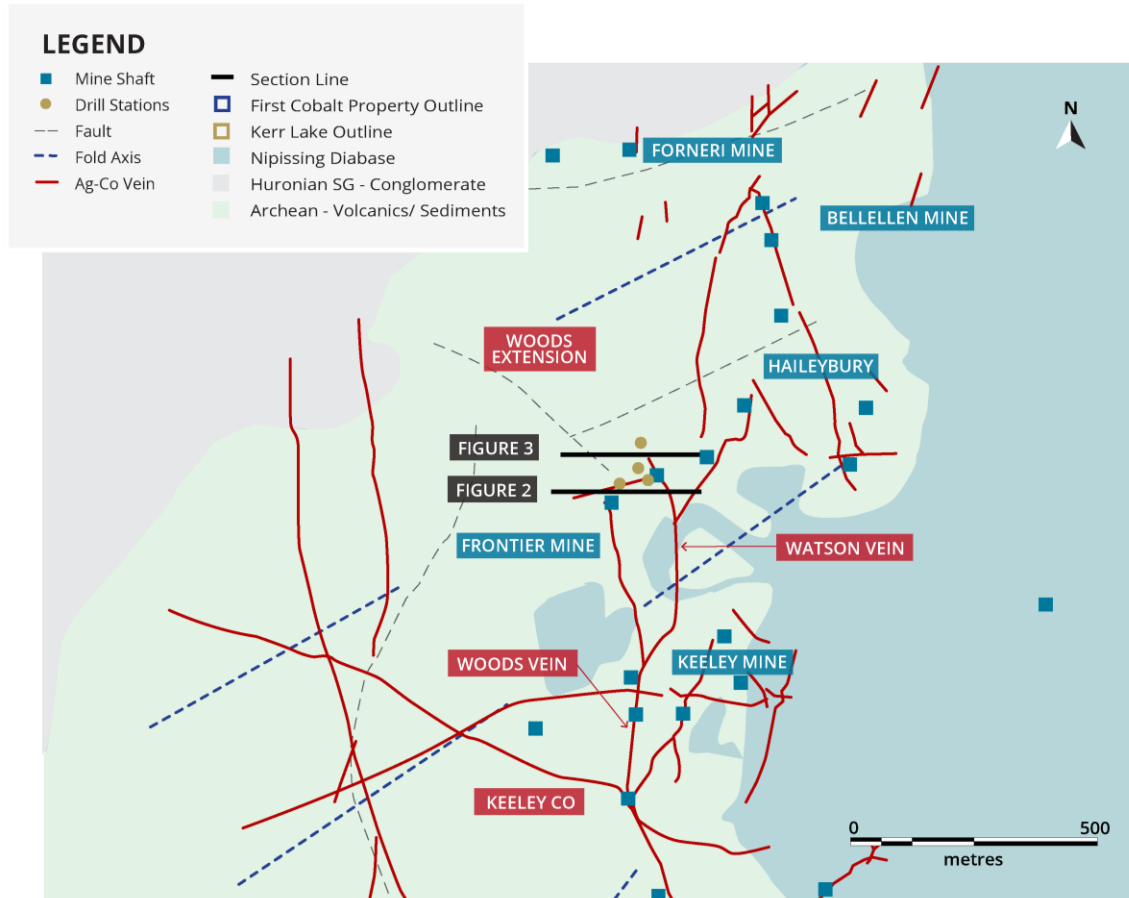 LEGEND
Mine Shaft
Drill Stations
Fault
Fold Axis
Ag-Co Vein
Section Line
First Cobalt Property Outline
Kerr Lake Outline
Nipissing Diabase
Huronian SG - Conglomerate
Archean - Volcanics/ Sediments
N
FORNERI MINE
BELLELLEN MINE
WOODS
EXTENSION
HAILEYBURY
FIGURE 3
FIGURE 2
FRONTIER MINE
WATSON VEIN
WOODS VEIN
KEELEY MINE
KEELEY CO
0 500
metres